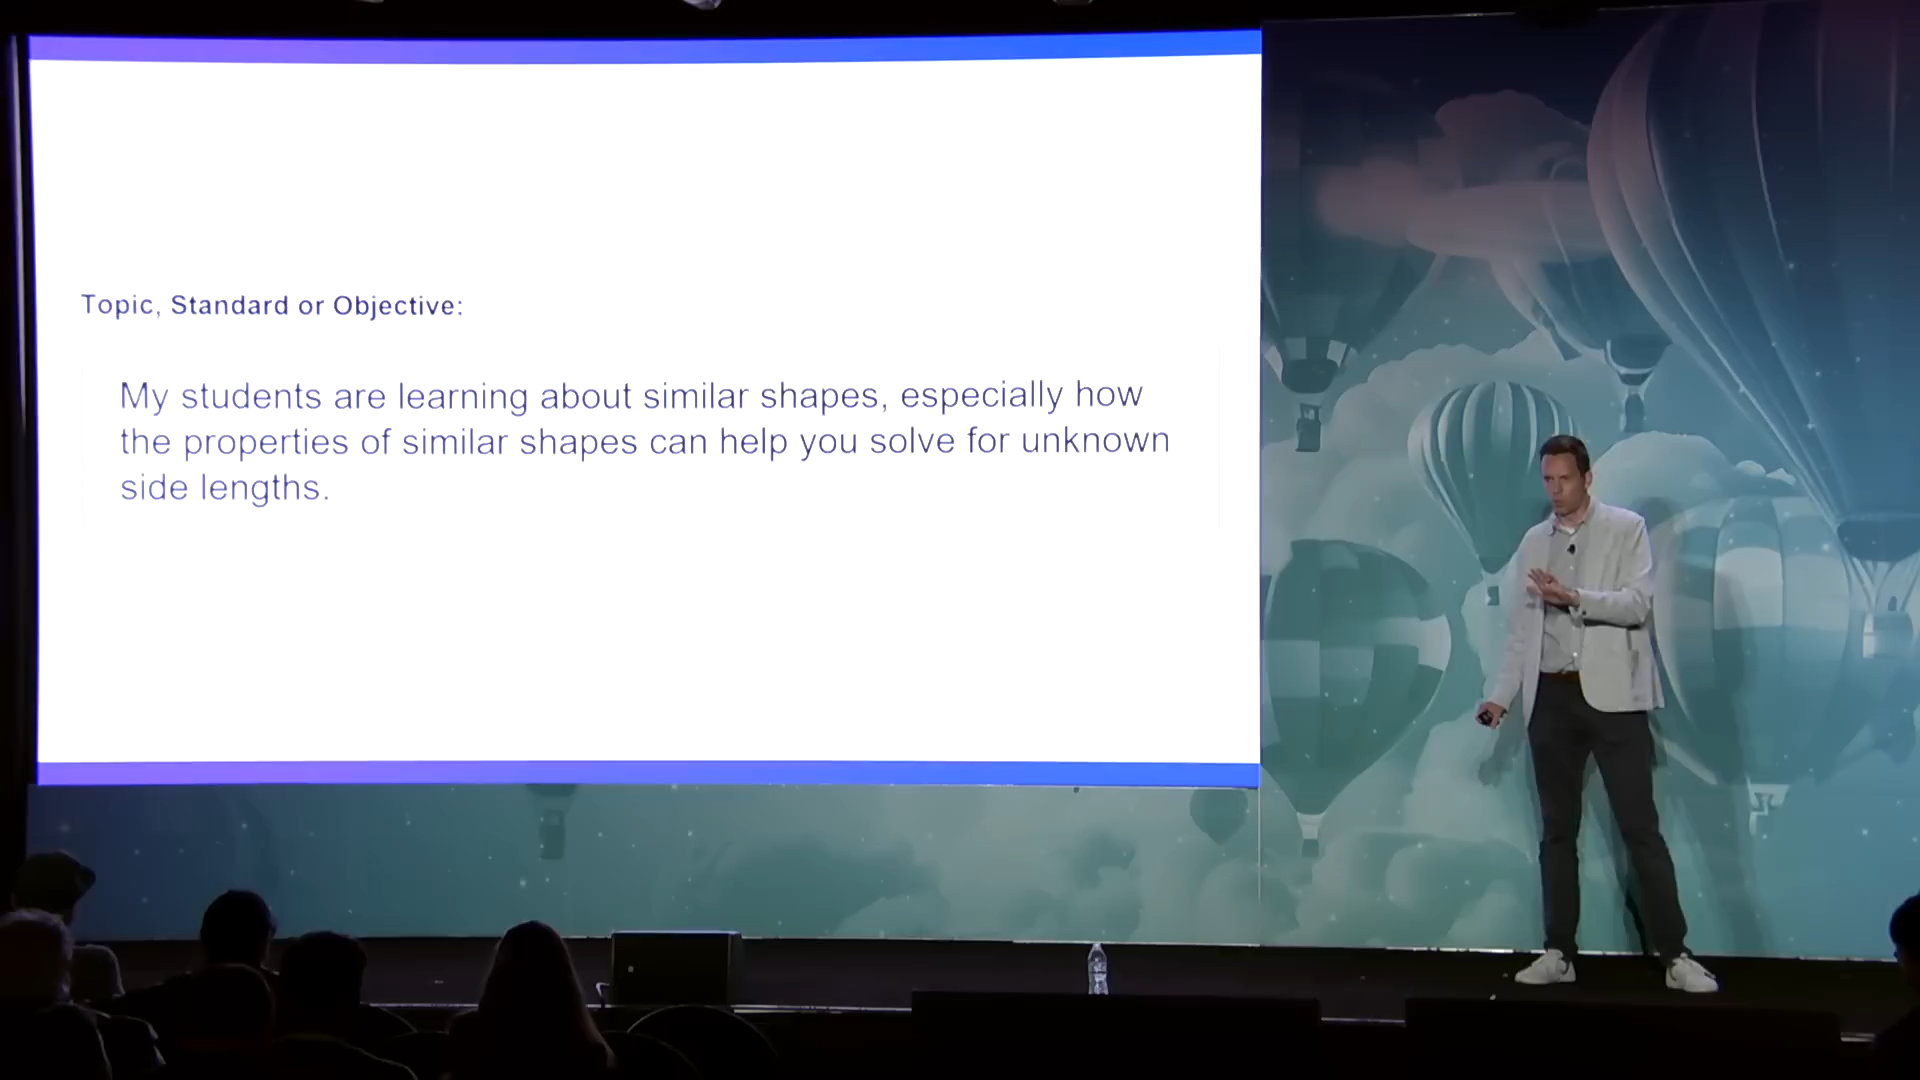 Topic, Standard or Objective:
My students are learning about similar shapes, especially how
the properties of similar shapes can help you solve for unknown
side lengths.